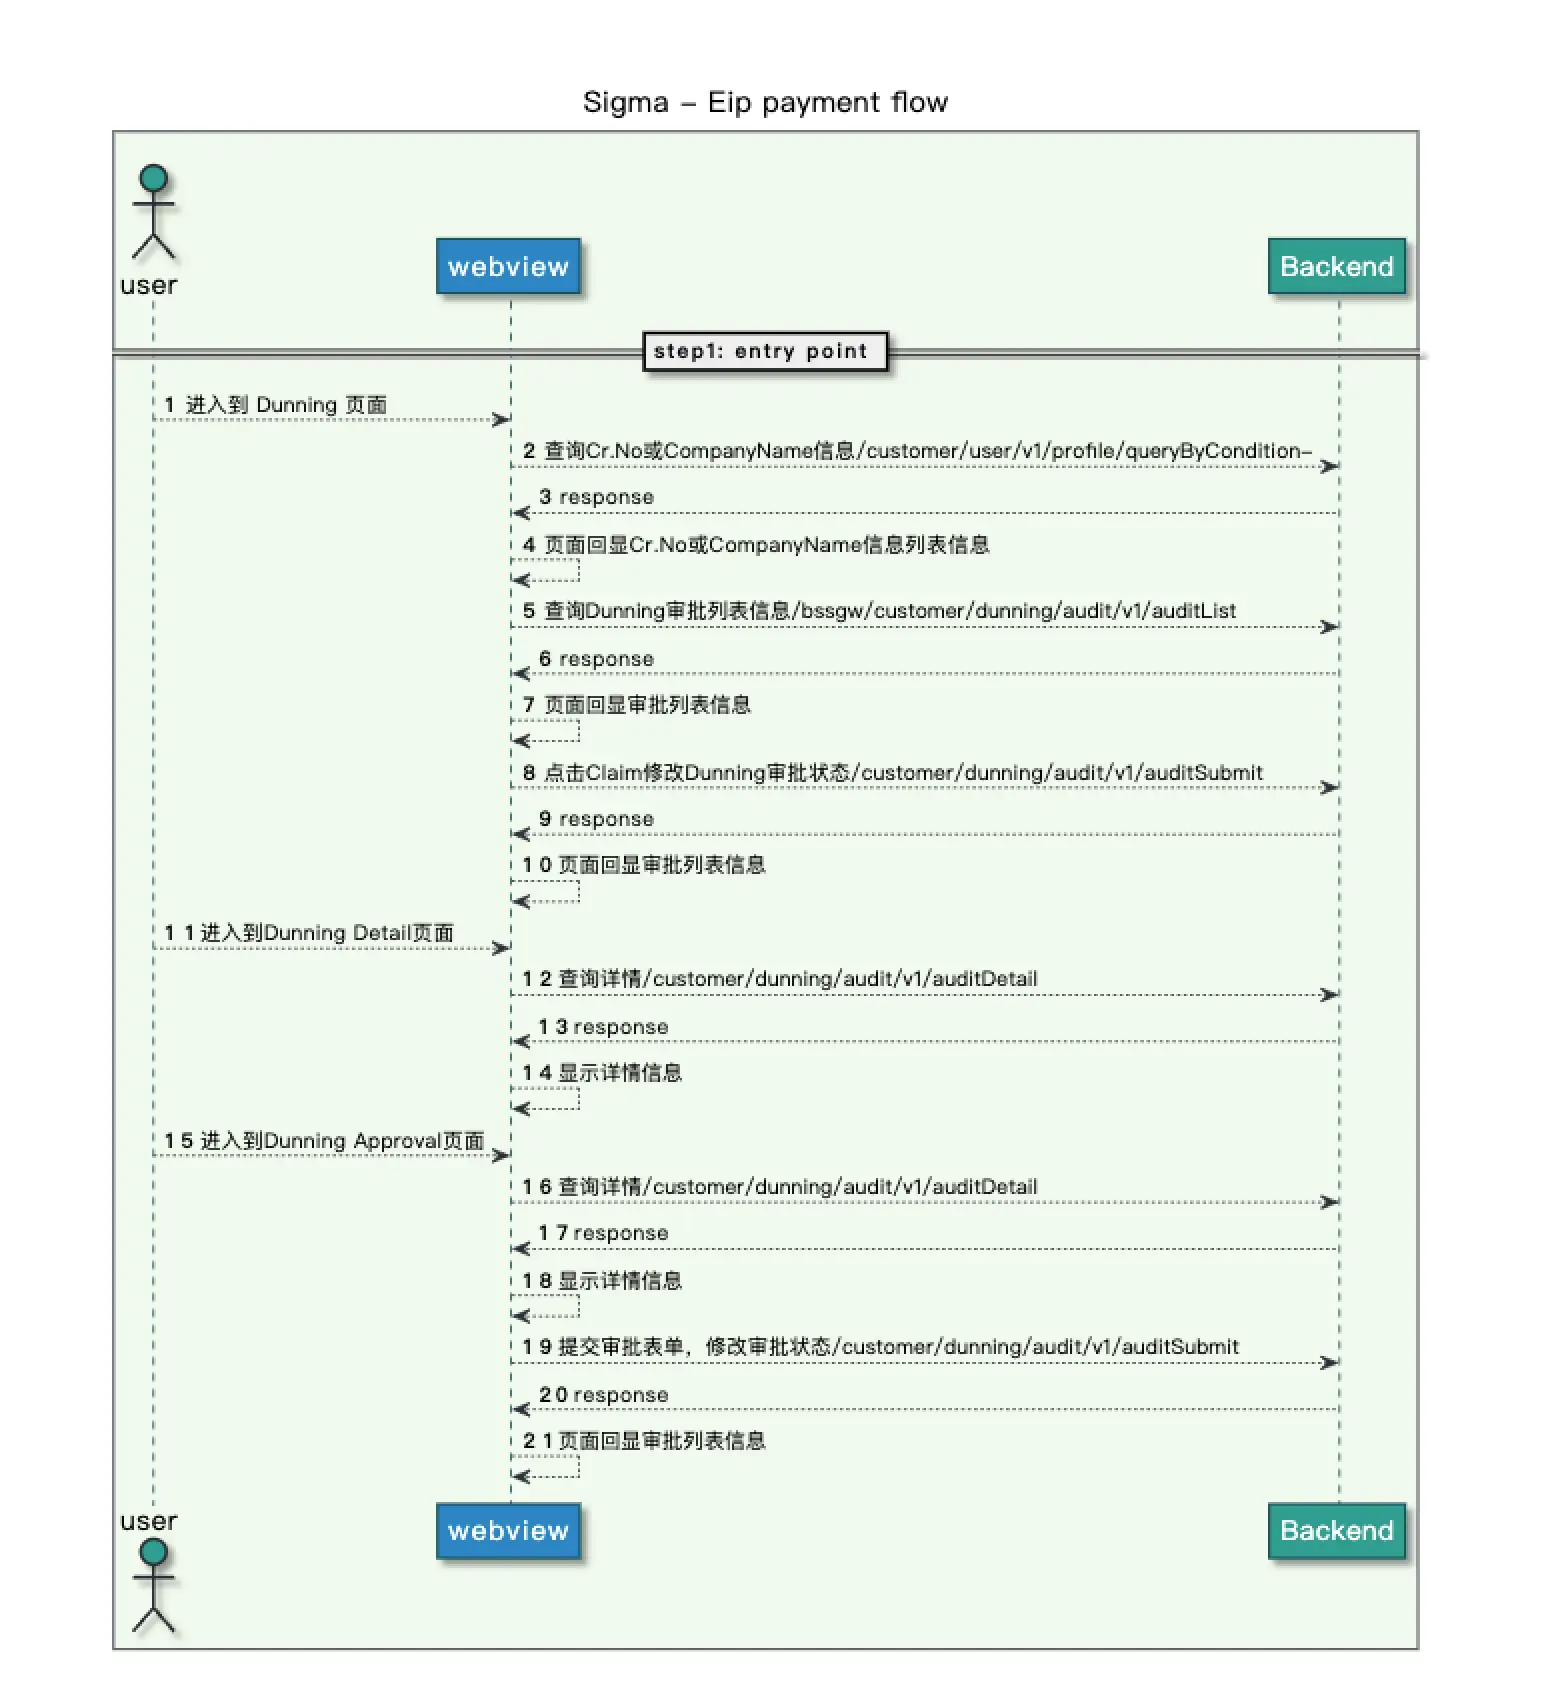 Sigma – Eip payment flow
user
webview
Backend
step1: entry point
1 进入到 Dunning 页面
2 查询Cr.No或CompanyName信息/customer/user/v1/profile/queryByCondition-
3 response
4 页面回显Cr.No或CompanyName信息列表信息
5 查询Dunning审批列表信息/bssgw/customer/dunning/audit/v1/auditList
6 response
7 页面回显审批列表信息
8 点击Claim修改Dunning审批状态/customer/dunning/audit/v1/auditSubmit
9 response
10 页面回显审批列表信息
11 进入到Dunning Detail页面
12 查询详情/customer/dunning/audit/v1/auditDetail
13 response
14 显示详情信息
15 进入到Dunning Approval页面
16 查询详情/customer/dunning/audit/v1/auditDetail
17 response
18 显示详情信息
19 提交审批表单，修改审批状态/customer/dunning/audit/v1/auditSubmit
20 response
21 页面回显审批列表信息
user
webview
Backend